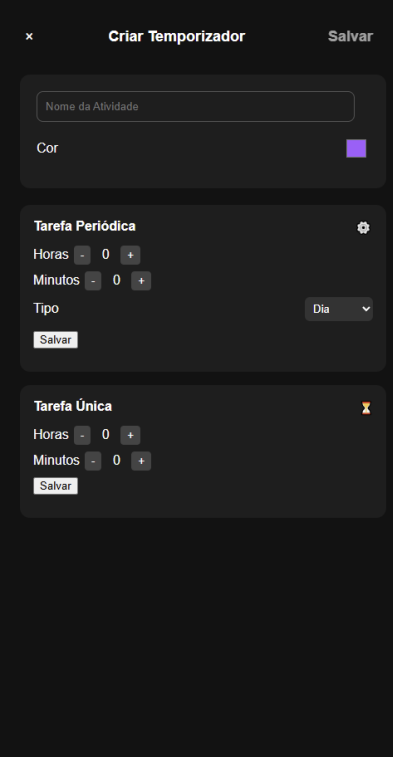 × Criar Temporizador Salvar
Nome da Atividade
Cor
Tarefa Periódica
Horas - 0 +
Minutos - 0 +
Tipo Dia
Salvar
Tarefa Única
Horas - 0 +
Minutos - 0 +
Salvar